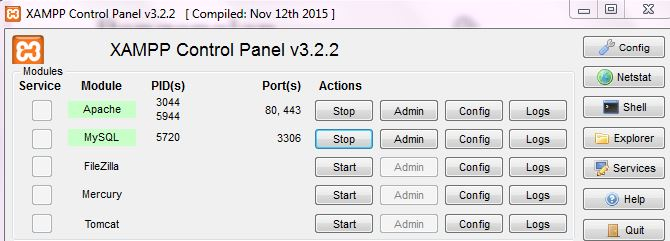 XAMPP Control Panel v3.2.2 [ Compiled: Nov 12th 2015 ]
XAMPP Control Panel v3.2.2
Config
Modules
Service Module PID(s) Port(s) Actions
Netstat
Apache 3044 5944 80, 443 Stop Admin Config Logs
Shell
MySQL 5720 3306 Stop Admin Config Logs
Explorer
FileZilla Start Admin Config Logs
Services
Mercury Start Admin Config Logs
Help
Tomcat Start Admin Config Logs
Quit